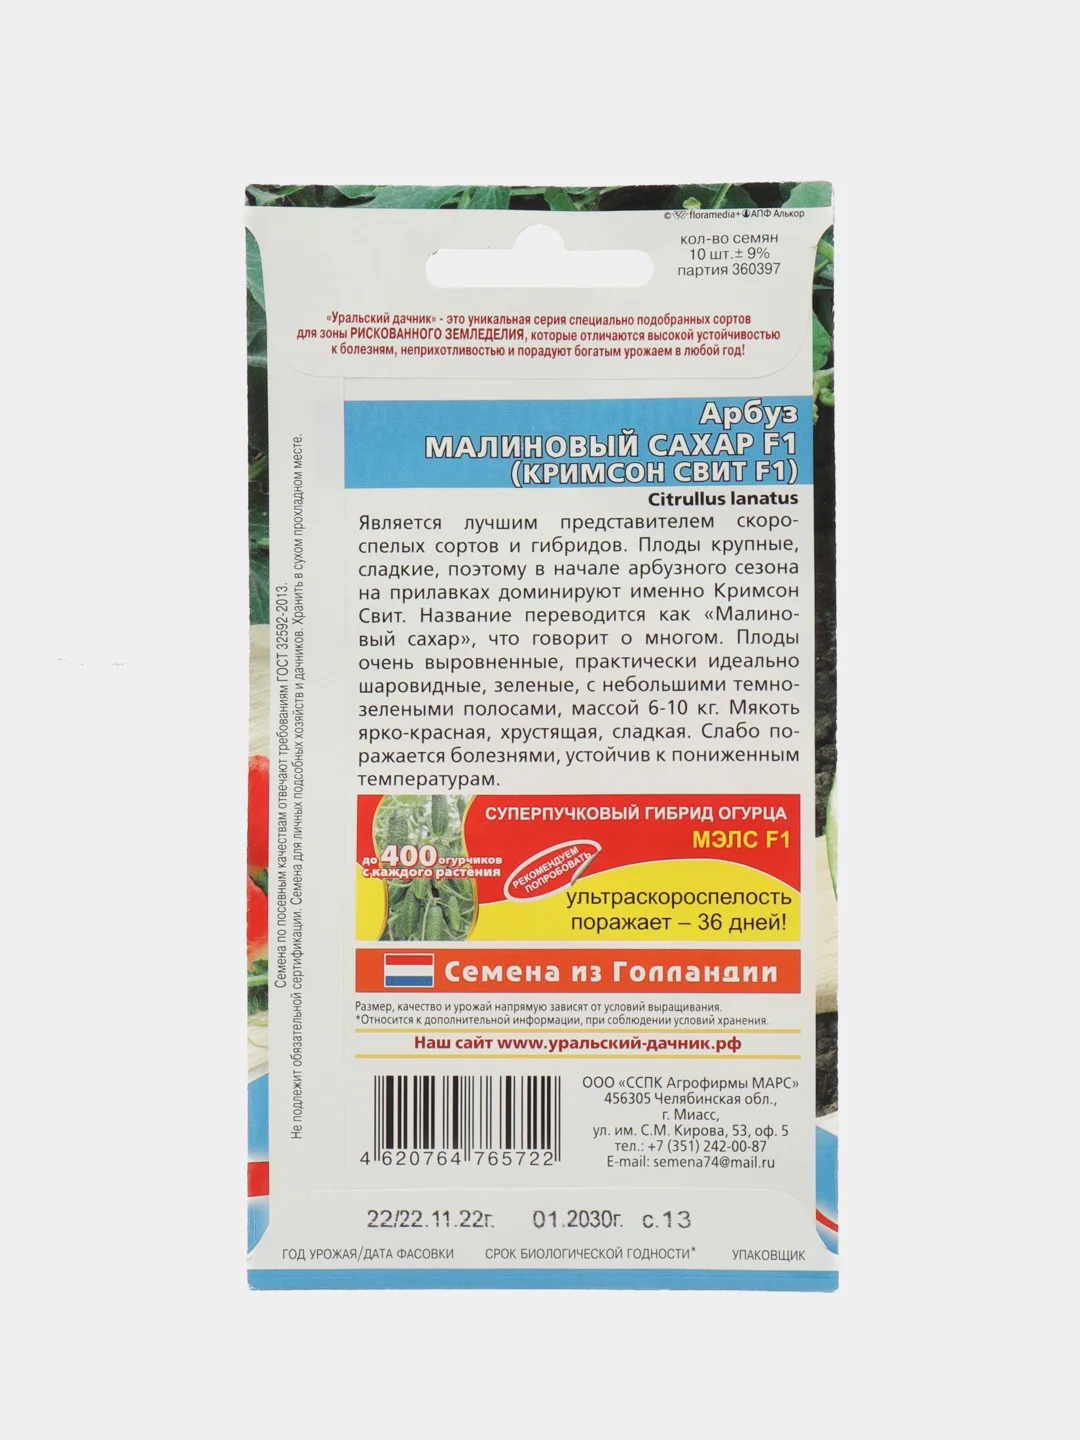 © floramedia+ АПФ Алькор
кол-во семян
10 шт.± 9%
партия 360397
«Уральский дачник» - это уникальная серия специально подобранных сортов
для зоны РИСКОВАННОГО ЗЕМЛЕДЕЛИЯ, которые отличаются высокой устойчивостью
к болезням, неприхотливостью и порадуют богатым урожаем в любой год!
Арбуз
МАЛИНОВЫЙ САХАР F1
(КРИМСОН СВИТ F1)
Citrullus lanatus
Является лучшим представителем скоро-
спелых сортов и гибридов. Плоды крупные,
сладкие, поэтому в начале арбузного сезона
на прилавках доминируют именно Кримсон
Свит. Название переводится как «Малино-
вый сахар», что говорит о многом. Плоды
очень выровненные, практически идеально
шаровидные, зеленые, с небольшими темно-
зелеными полосами, массой 6-10 кг. Мякоть
ярко-красная, хрустящая, сладкая. Слабо по-
ражается болезнями, устойчив к пониженным
температурам.
СУПЕРПУЧКОВЫЙ ГИБРИД ОГУРЦА
МЭЛС F1
до 400 огурчиков
с каждого растения
РЕКОМЕНДУЕМ
ПОПРОБОВАТЬ
ультраскороспелость
поражает – 36 дней!
Семена из Голландии
Размер, качество и урожай напрямую зависят от условий выращивания.
*Относится к дополнительной информации, при соблюдении условий хранения.
Наш сайт www.уральский-дачник.рф
4 620764 765722
ООО «ССПК Агрофирмы МАРС»
456305 Челябинская обл.,
г. Миасс,
ул. им. С.М. Кирова, 53, оф. 5
тел.: +7 (351) 242-00-87
E-mail: semena74@mail.ru
22/22.11.22г. 01.2030г. с.13
ГОД УРОЖАЯ/ДАТА ФАСОВКИ СРОК БИОЛОГИЧЕСКОЙ ГОДНОСТИ* УПАКОВЩИК
Семена по посевным качествам отвечают требованиям ГОСТ 32592-2013.
Не подлежит обязательной сертификации. Семена для личных подсобных хозяйств и дачников. Хранить в сухом прохладном месте.